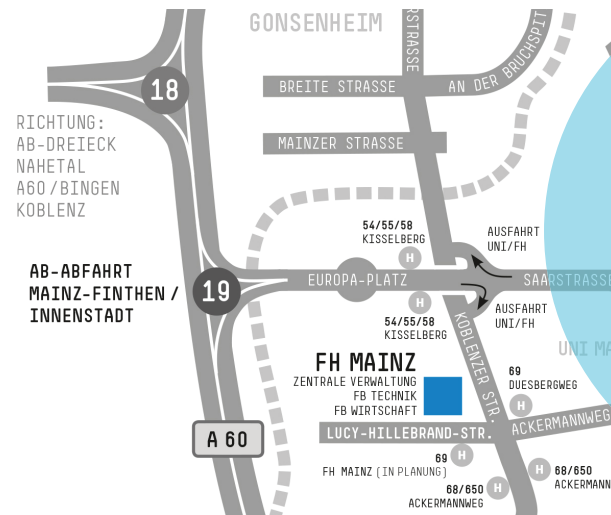 GONSENHEIM
RSTRASSE
BREITE STRASSE
AN DER BRUCHSPIT
18
RICHTUNG:
AB-DREIECK
NAHETAL
A60/BINGEN
KOBLENZ
MAINZER STRASSE
54/55/58
KISSELBERG
H
AUSFAHRT
UNI/FH
AB-ABFAHRT
MAINZ-FINTHEN/
INNENSTADT
19
EUROPA-PLATZ
SAARSTRASSE
H
54/55/58
KISSELBERG
AUSFAHRT
UNI/FH
KOBLENZER STR.
UNI MA
FH MAINZ
ZENTRALE VERWALTUNG
FB TECHNIK
FB WIRTSCHAFT
69
DUESBERGWEG
H
A 60
LUCY-HILLEBRAND-STR.
ACKERMANNWEG
H
69
FH MAINZ (IN PLANUNG)
H
68/650
ACKERMANN
68/650
ACKERMANNWEG
H